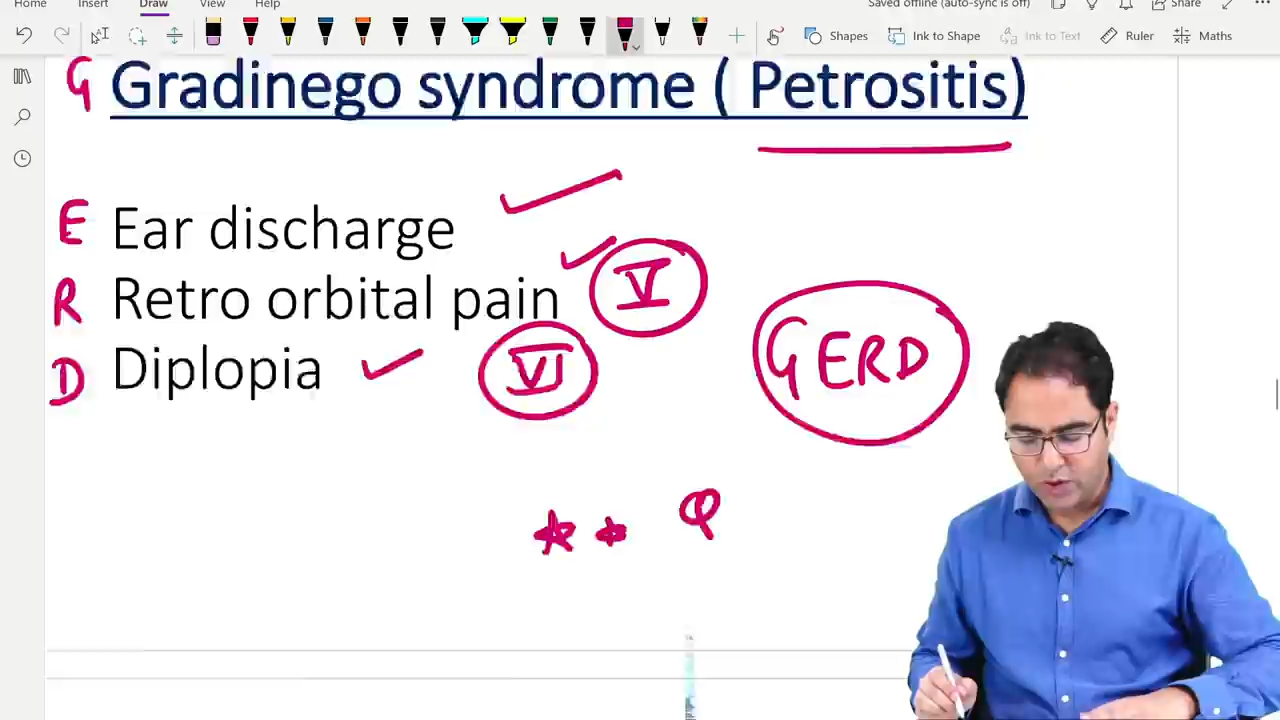 Home Insert Draw View Help Saved offline (auto-sync is off) Share
Shapes Ink to Shape Ink to Text Ruler Maths
G Gradinego syndrome ( Petrositis)
E Ear discharge
R Retro orbital pain V
D Diplopia VI
GERD